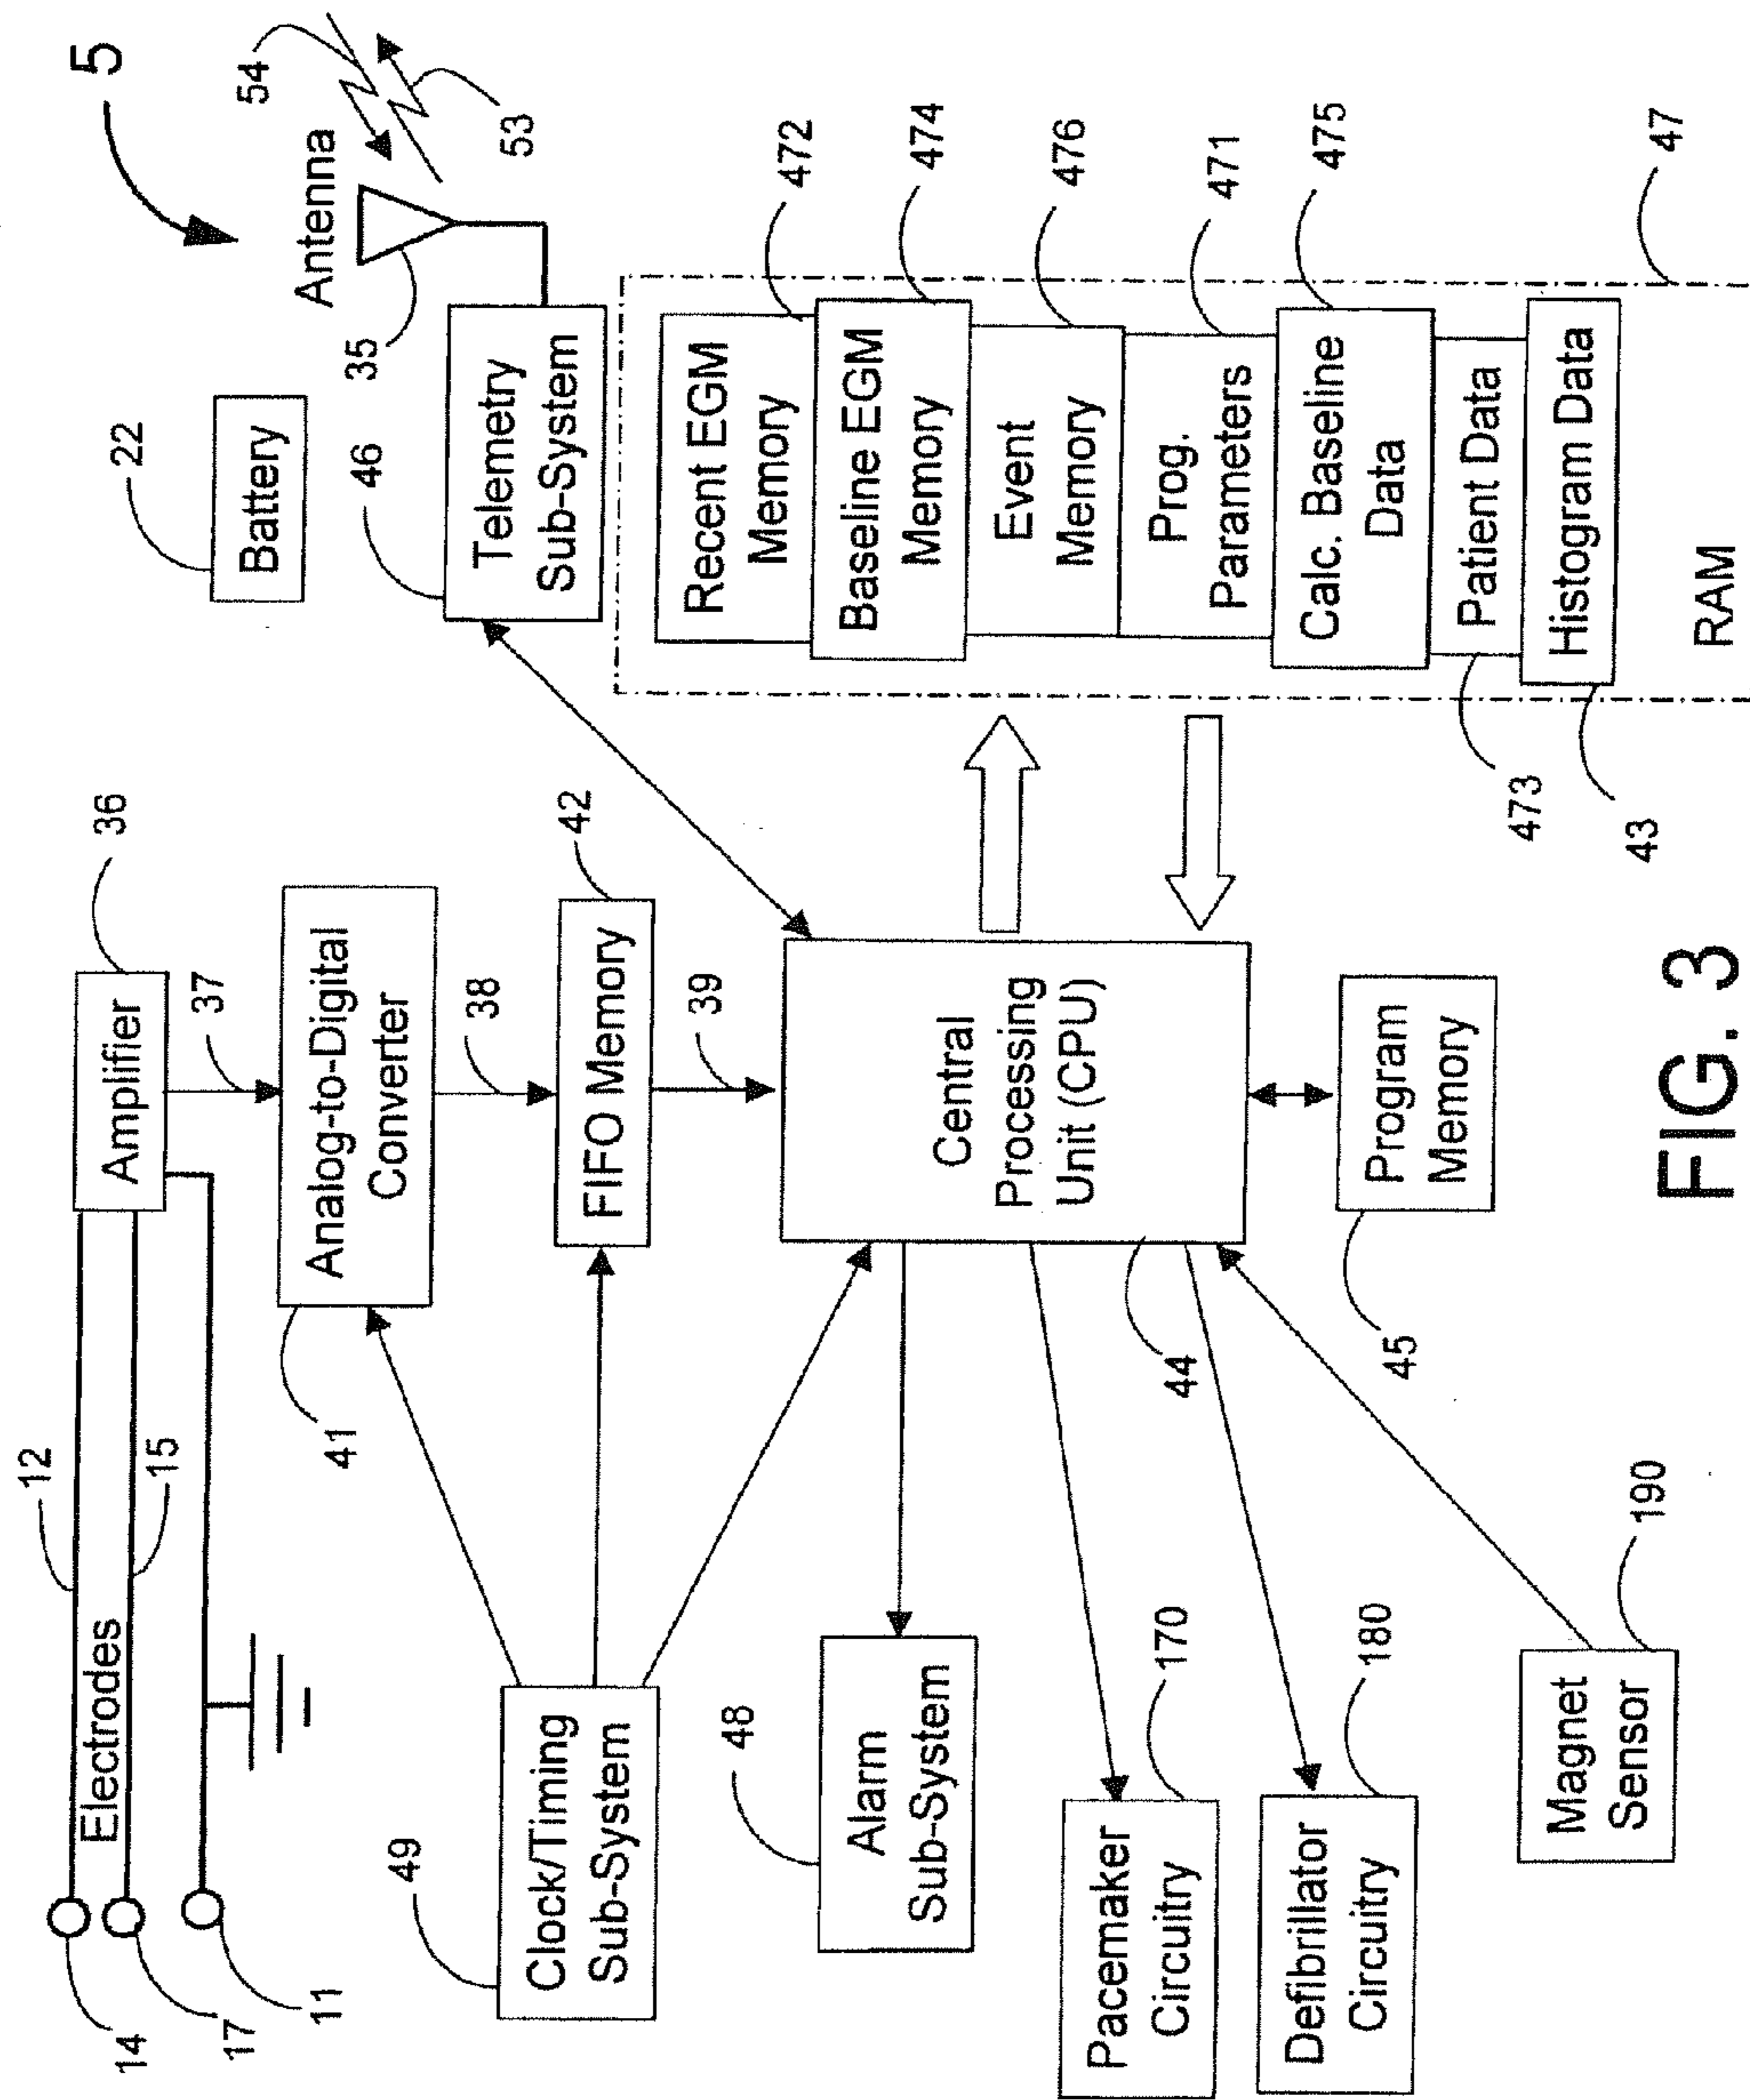 5
54
Antenna
53
35
14
17
11
Electrodes
12
15
Amplifier
36
37
22
Battery
41
Analog-to-Digital
Converter
38
46
Telemetry
Sub-System
49
Clock/Timing
Sub-System
FIFO Memory
42
39
Recent EGM
Memory
472
Baseline EGM
Memory
474
Event
Memory
476
Prog.
Parameters
471
Calc. Baseline
Data
475
Patient Data
473
Histogram Data
43
RAM
47
48
Alarm
Sub-System
Central
Processing
Unit (CPU)
44
Pacemaker
Circuitry
170
Defibrillator
Circuitry
180
45
Program
Memory
Magnet
Sensor
190
FIG. 3